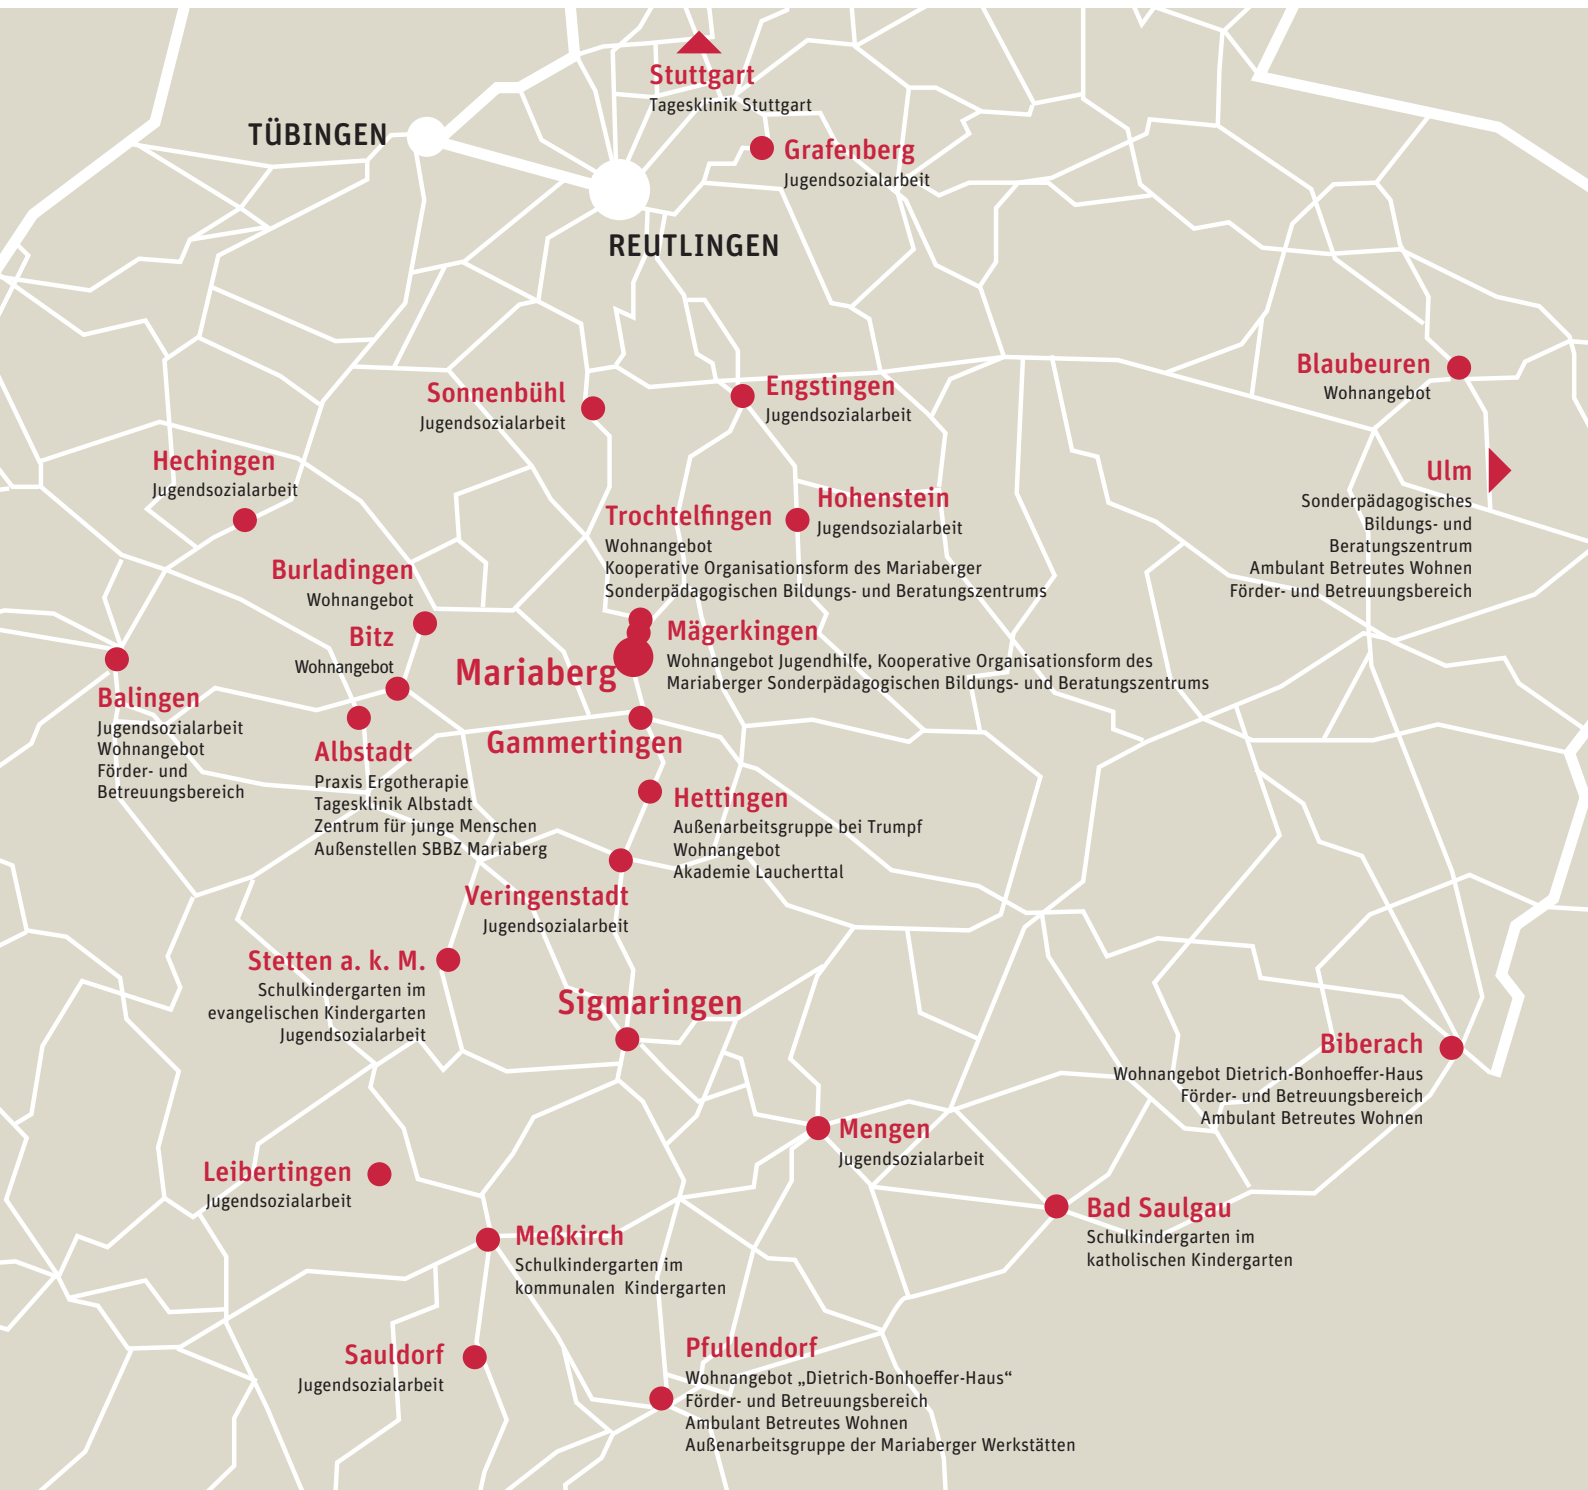 Stuttgart
Tagesklinik Stuttgart
TÜBINGEN
Grafenberg
Jugendsozialarbeit
REUTLINGEN
Blaubeuren
Wohnangebot
Sonnenbühl
Jugendsozialarbeit
Engstingen
Jugendsozialarbeit
Hechingen
Jugendsozialarbeit
Ulm
Sonderpädagogisches
Bildungs- und
Beratungszentrum
Ambulant Betreutes Wohnen
Förder- und Betreuungsbereich
Hohenstein
Jugendsozialarbeit
Trochtelfingen
Wohnangebot
Kooperative Organisationsform des Mariaberger
Sonderpädagogischen Bildungs- und Beratungszentrums
Burladingen
Wohnangebot
Bitz
Wohnangebot
Mägerkingen
Wohnangebot Jugendhilfe, Kooperative Organisationsform des
Mariaberger Sonderpädagogischen Bildungs- und Beratungszentrums
Mariaberg
Balingen
Jugendsozialarbeit
Wohnangebot
Förder- und
Betreuungsbereich
Albstadt
Praxis Ergotherapie
Tagesklinik Albstadt
Zentrum für junge Menschen
Außenstellen SBBZ Mariaberg
Gammertingen
Hettingen
Außenarbeitsgruppe bei Trumpf
Wohnangebot
Akademie Laucherttal
Veringenstadt
Jugendsozialarbeit
Stetten a. k. M.
Schulkindergarten im
evangelischen Kindergarten
Jugendsozialarbeit
Sigmaringen
Biberach
Wohnangebot Dietrich-Bonhoeffer-Haus
Förder- und Betreuungsbereich
Ambulant Betreutes Wohnen
Mengen
Jugendsozialarbeit
Leibertingen
Jugendsozialarbeit
Bad Saulgau
Schulkindergarten im
katholischen Kindergarten
Meßkirch
Schulkindergarten im
kommunalen Kindergarten
Sauldorf
Jugendsozialarbeit
Pfullendorf
Wohnangebot „Dietrich-Bonhoeffer-Haus“
Förder- und Betreuungsbereich
Ambulant Betreutes Wohnen
Außenarbeitsgruppe der Mariaberger Werkstätten